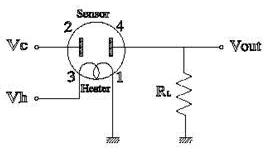 Sensor
2 4
Vc Vout
3 1
Heater
Vh RL